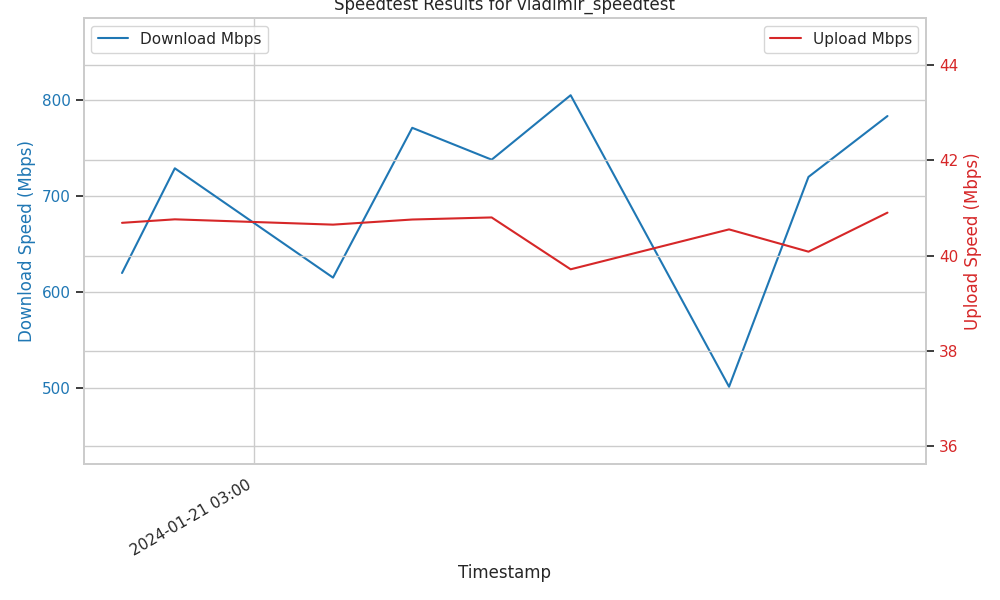 Speedtest Results for vladimir_speedtest
Download Mbps
Upload Mbps
800
700
600
500
Download Speed (Mbps)
44
42
40
38
36
Upload Speed (Mbps)
2024-01-21 03:00
Timestamp